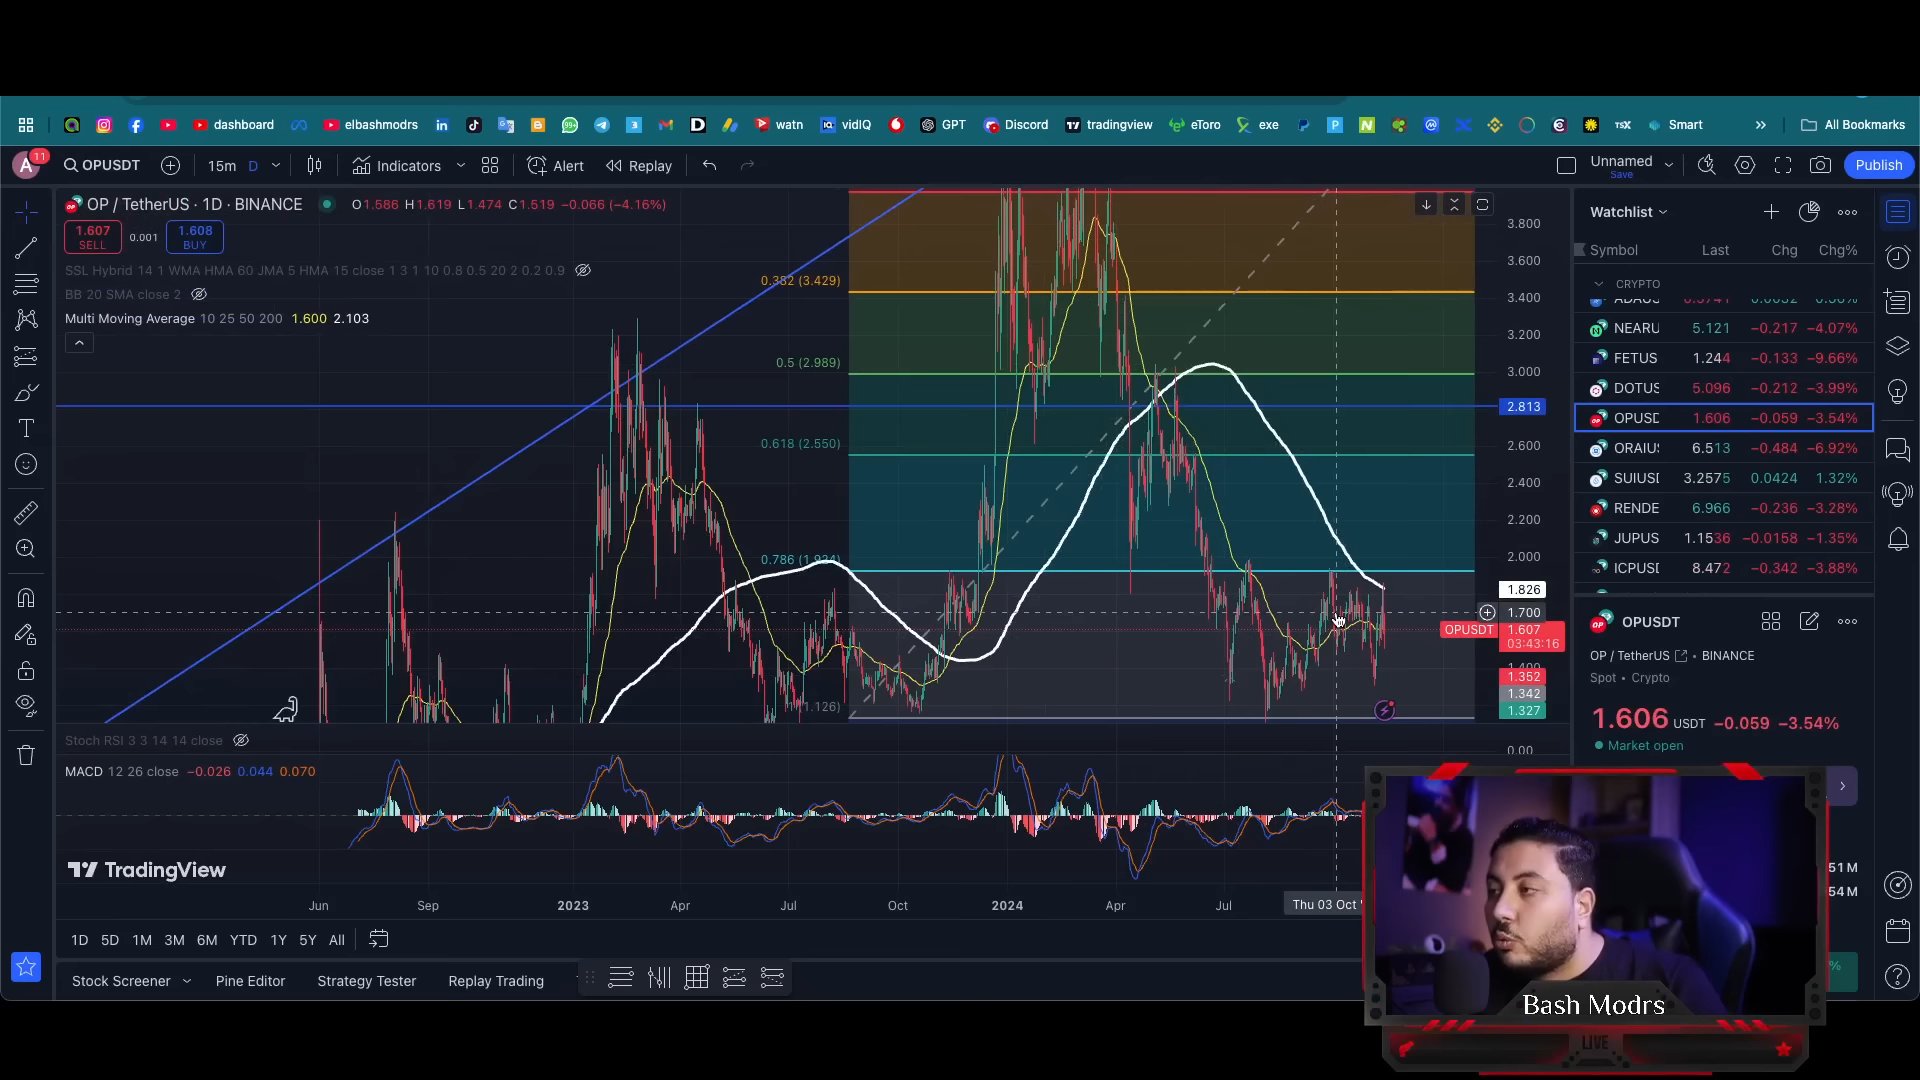 dashboard
elbashmodrs
watn
vidIQ
GPT
Discord
tradingview
eToro
exe
Smart
All Bookmarks
A 11
OPUSDT
15m D
Indicators
Alert
Replay
Unnamed
Save
Publish
OP / TetherUS · 1D · BINANCE O1.586 H1.619 L1.474 C1.519 −0.066 (−4.16%)
1.607 SELL
0.001
1.608 BUY
SSL Hybrid 14 1 WMA HMA 60 JMA 5 HMA 15 close 1 3 1 10 0.8 0.5 20 2 0.2 0.9
BB 20 SMA close 2
Multi Moving Average 10 25 50 200 1.600 2.103
0.382 (3.429)
0.5 (2.989)
0.618 (2.550)
0.786 (1.924)
3.800
3.600
3.400
3.200
3.000
2.813
2.600
2.400
2.200
2.000
1.826
1.700
OPUSDT 1.607
03:43:16
1.400
1.352
1.342
1.327
Stoch RSI 3 3 14 14 close
0.00
MACD 12 26 close −0.026 0.044 0.070
TradingView
Jun
Sep
2023
Apr
Jul
Oct
2024
Apr
Jul
Thu 03 Oct
1D 5D 1M 3M 6M YTD 1Y 5Y All
Stock Screener
Pine Editor
Strategy Tester
Replay Trading
Watchlist
Symbol Last Chg Chg%
CRYPTO
NEARU 5.121 −0.217 −4.07%
FETUS 1.244 −0.133 −9.66%
DOTUS 5.096 −0.212 −3.99%
OPUSD 1.606 −0.059 −3.54%
ORAIUS 6.513 −0.484 −6.92%
SUIUSD 3.2575 0.0424 1.32%
RENDE 6.966 −0.236 −3.28%
JUPUS 1.1536 −0.0158 −1.35%
ICPUSD 8.472 −0.342 −3.88%
OPUSDT
OP / TetherUS • BINANCE
Spot • Crypto
1.606 USDT −0.059 −3.54%
Market open
51 M
54 M
Bash Modrs
LIVE